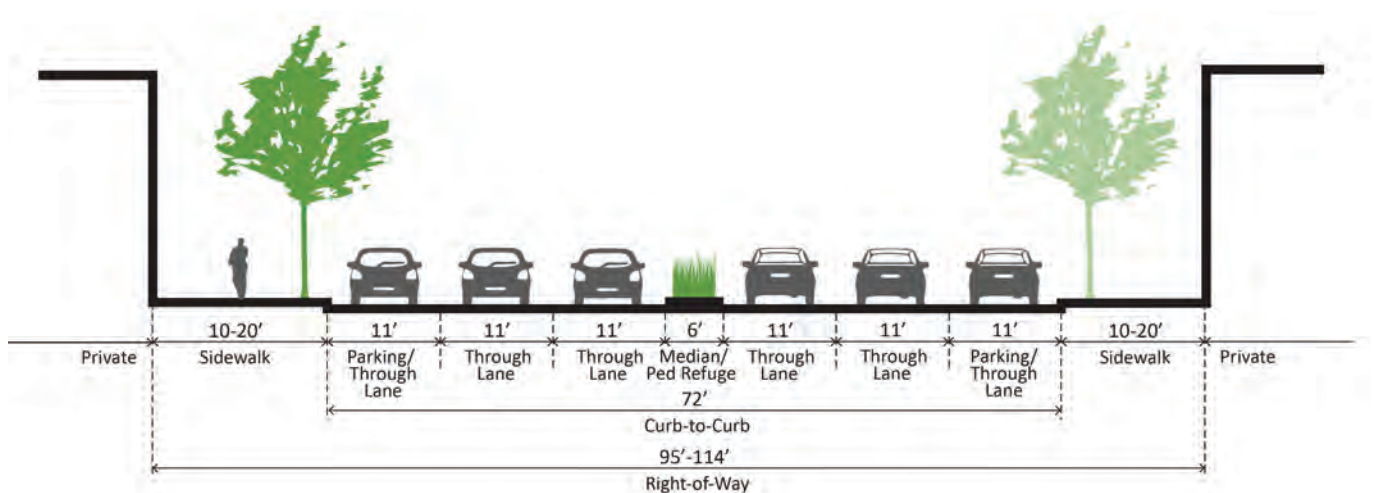 10-20’ 11’ 11’ 11’ 6’ 11’ 11’ 11’ 10-20’
Private Sidewalk Parking/ Through Through Median/ Through Through Parking/ Sidewalk Private
Through Lane Lane Ped Refuge Lane Lane Through
Lane Lane
72’
Curb-to-Curb
95’-114’
Right-of-Way